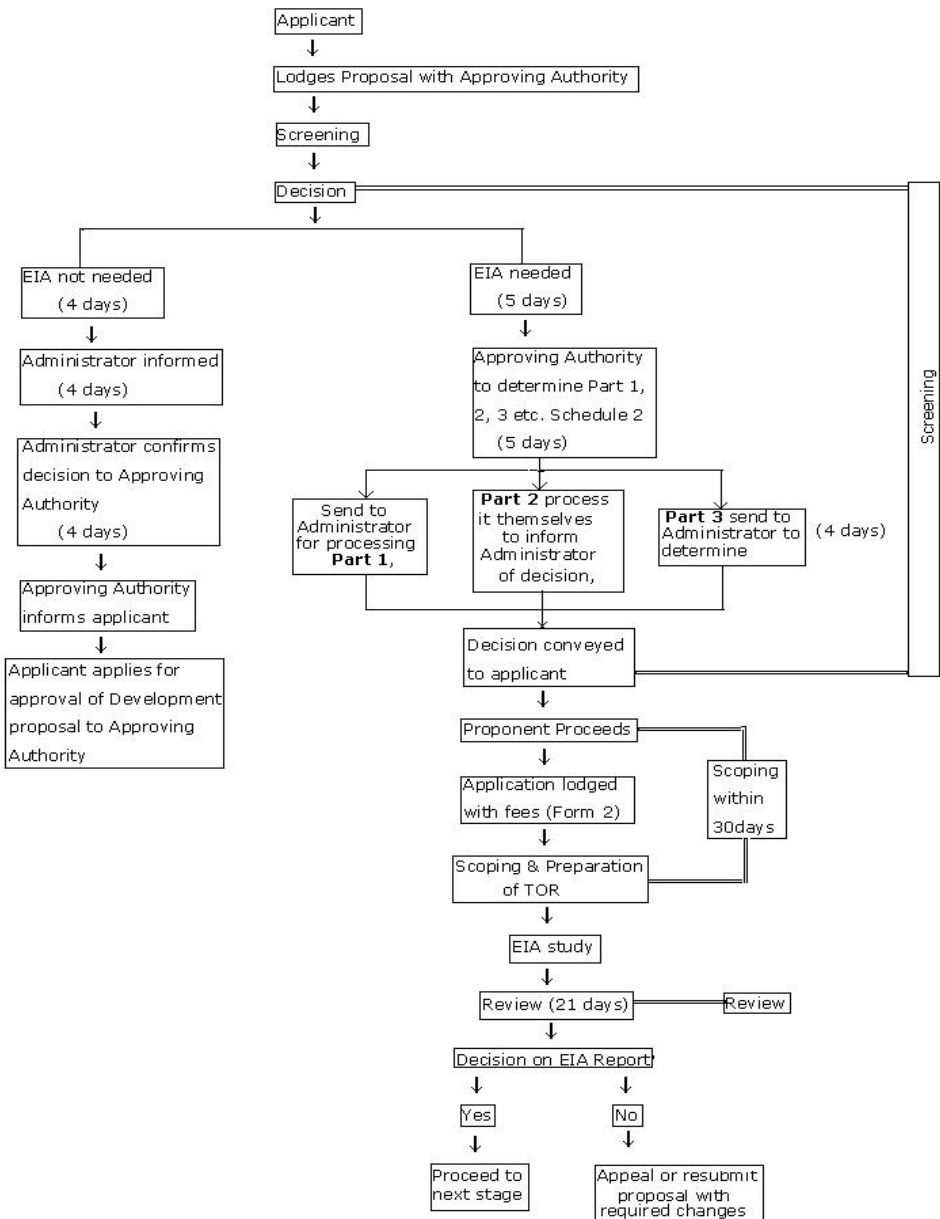 Applicant
Lodges Proposal with Approving Authority
Screening
Decision
EIA not needed
(4 days)
Administrator informed
(4 days)
Administrator confirms
decision to Approving
Authority
(4 days)
Approving Authority
informs applicant
Applicant applies for
approval of Development
proposal to Approving
Authority
EIA needed
(5 days)
Approving Authority
to determine Part 1,
2, 3 etc. Schedule 2
(5 days)
Send to
Administrator
for processing
Part 1,
Part 2 process
it themselves
to inform
Administrator
of decision,
Part 3 send to
Administrator to
determine
(4 days)
Decision conveyed
to applicant
Screening
Proponent Proceeds
Application lodged
with fees (Form 2)
Scoping & Preparation
of TOR
Scoping
within
30days
EIA study
Review (21 days)
Review
Decision on EIA Report
Yes
No
Proceed to
next stage
Appeal or resubmit
proposal with
required changes